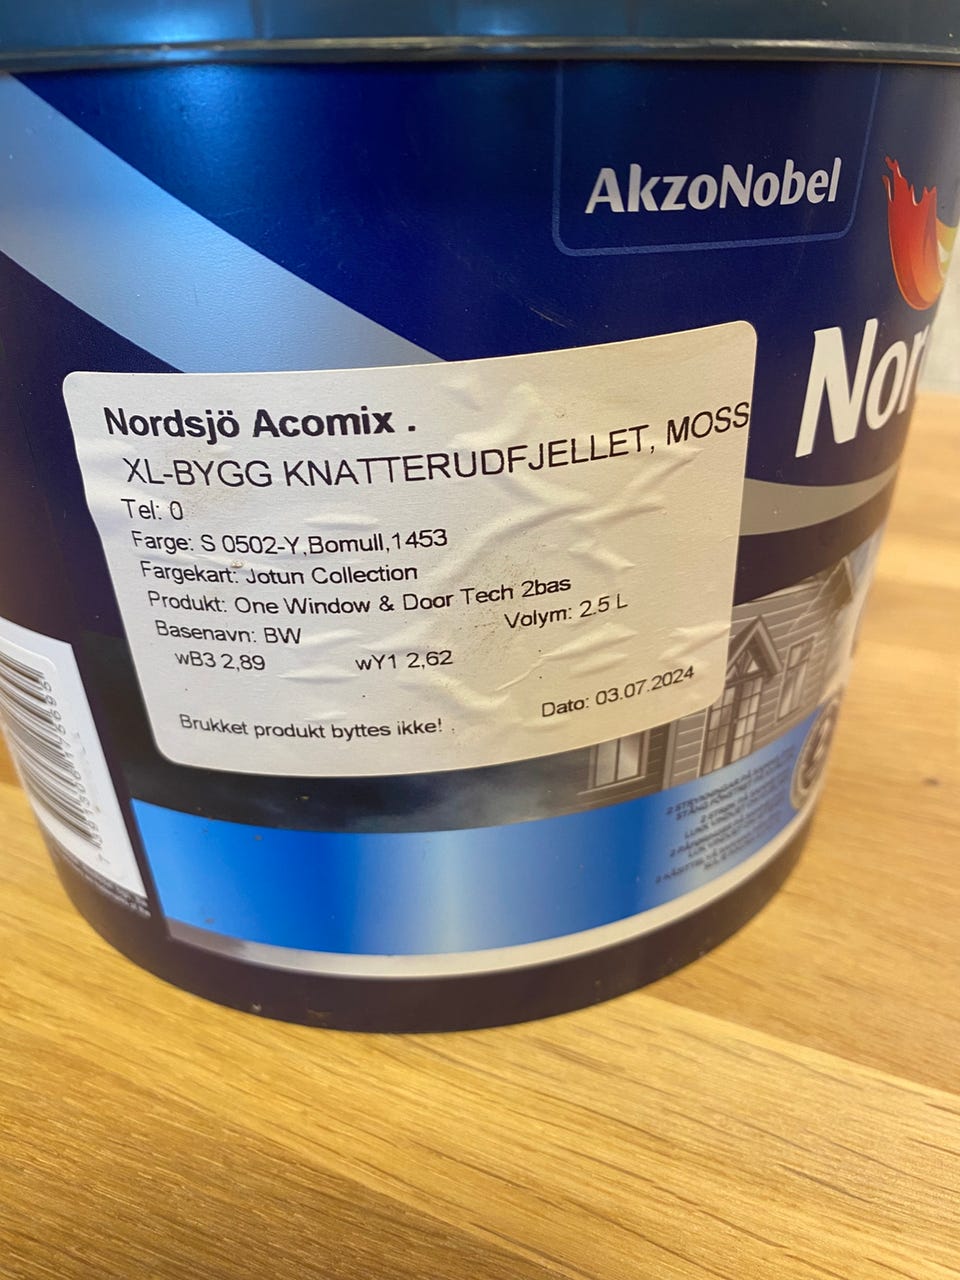 AkzoNobel
Nor
Nordsjö Acomix .
XL-BYGG KNATTERUDFJELLET, MOSS
Tel: 0
Farge: S 0502-Y,Bomull,1453
Fargekart: Jotun Collection
Produkt: One Window & Door Tech 2bas
Basenavn: BW Volym: 2.5 L
wB3 2,89 wY1 2,62
Brukket produkt byttes ikke! Dato: 03.07.2024